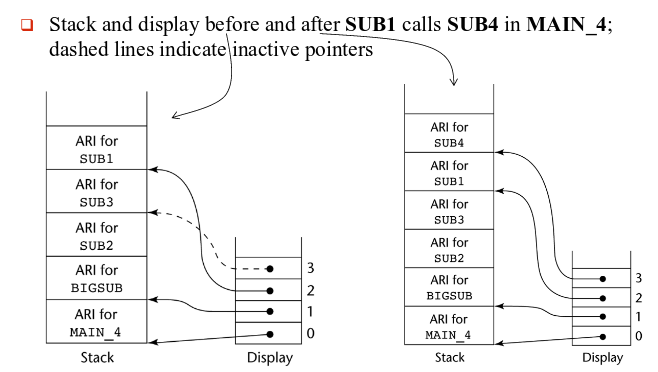 ❑ Stack and display before and after SUB1 calls SUB4 in MAIN_4;
dashed lines indicate inactive pointers
ARI for
SUB1
ARI for
SUB3
ARI for
SUB2
ARI for
BIGSUB
ARI for
MAIN_4
Stack
3
2
1
0
Display
ARI for
SUB4
ARI for
SUB1
ARI for
SUB3
ARI for
SUB2
ARI for
BIGSUB
ARI for
MAIN_4
Stack
3
2
1
0
Display